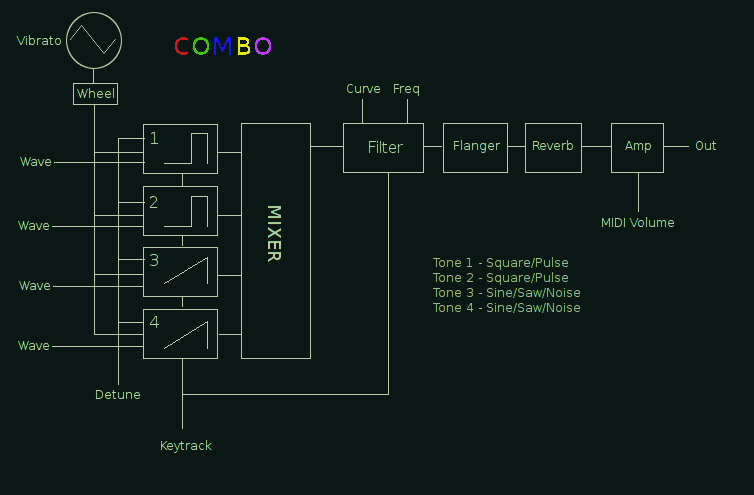 Vibrato
COMBO
Wheel
Curve Freq
1
Wave
2
Wave
3
Wave
4
Wave
MIXER
Filter
Flanger
Reverb
Amp
Out
MIDI Volume
Tone 1 - Square/Pulse
Tone 2 - Square/Pulse
Tone 3 - Sine/Saw/Noise
Tone 4 - Sine/Saw/Noise
Detune
Keytrack